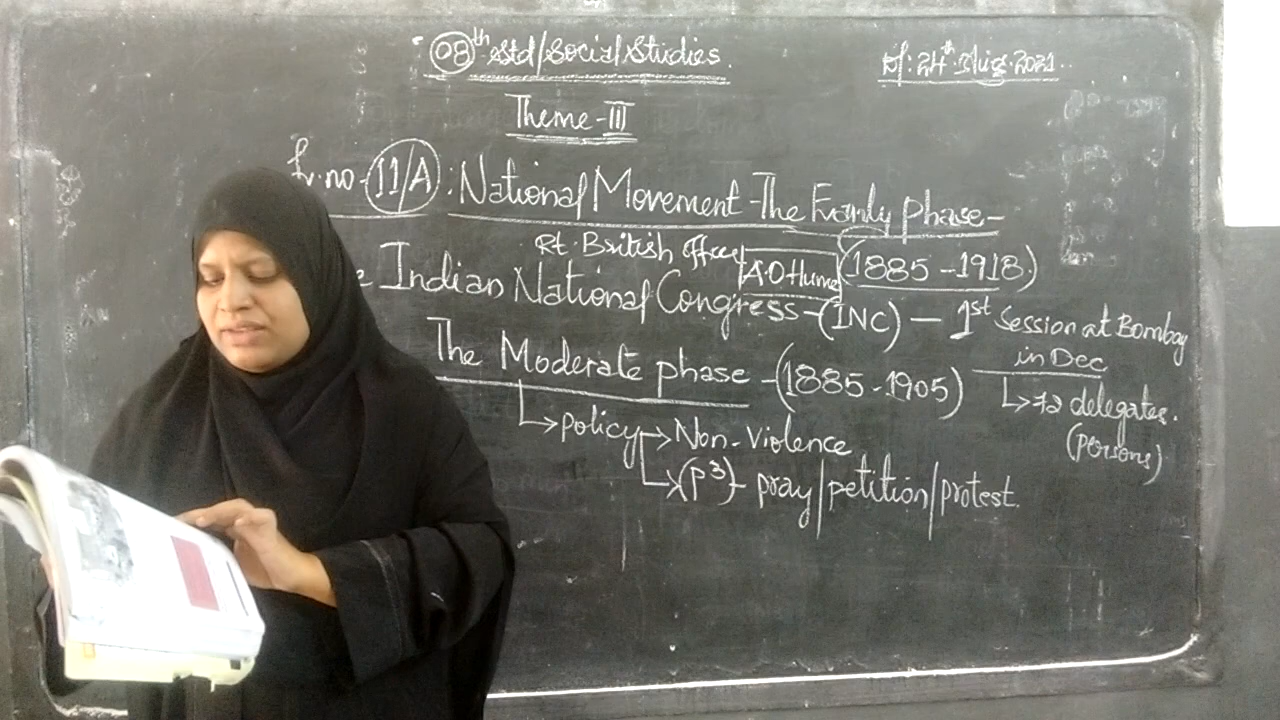 08th Std/Social Studies
Dt: 24th Aug. 2021
Theme-III
Lr.no-11/A: National Movement-The Early phase-
(1885-1918)
Rt. British officer A.O Hume
Indian National Congress-(INC) - 1st Session at Bombay
in Dec
↳72 delegates.
(persons)
The Moderate phase-(1885-1905)
↳policy→Non-Violence
↳(P3)- pray/petition/protest.